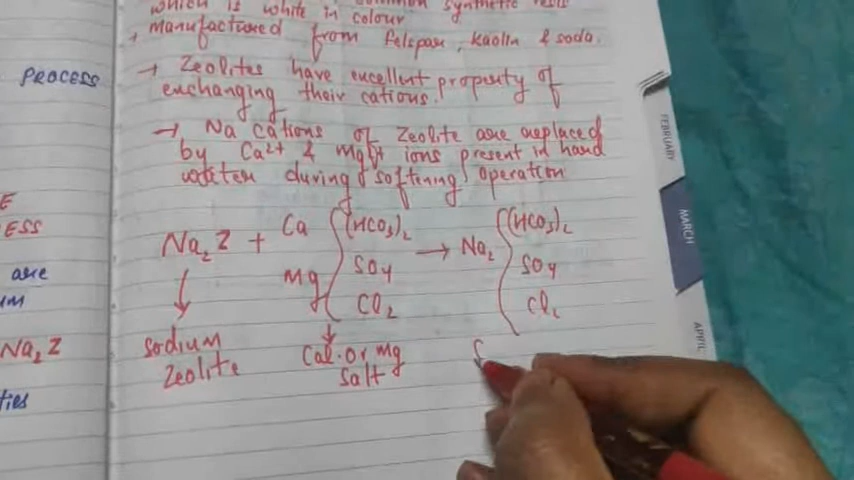 which is white in colour
PROCESS
→ manufactured from Felspar, Kaolin & soda.
→ Zeolites have excellent property of
exchanging their cations.
→ Na cations of Zeolite are replaced
by Ca2+ & Mg2+ ions present in hard
water during softening operation
E
ESS
are
UM
Na2Z
ties
Na2Z + Ca Mg (HCO3)2 SO4 Cl2 → Na2 (HCO3)2 SO4 Cl2
sodium
Zeolite
Cal. or Mg
salt
FEBRUARY
MARCH
APRIL